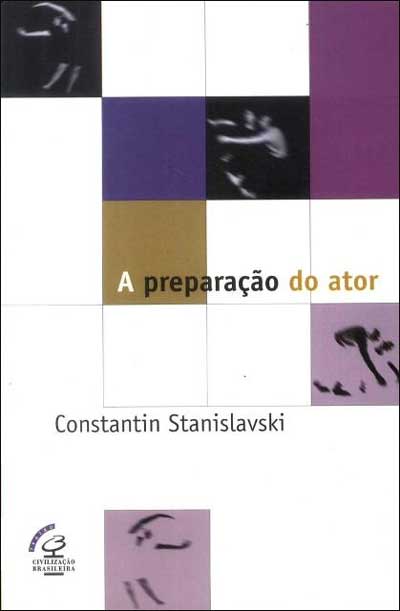 A preparação do ator
Constantin Stanislavski
CIVILIZAÇÃO
BRASILEIRA